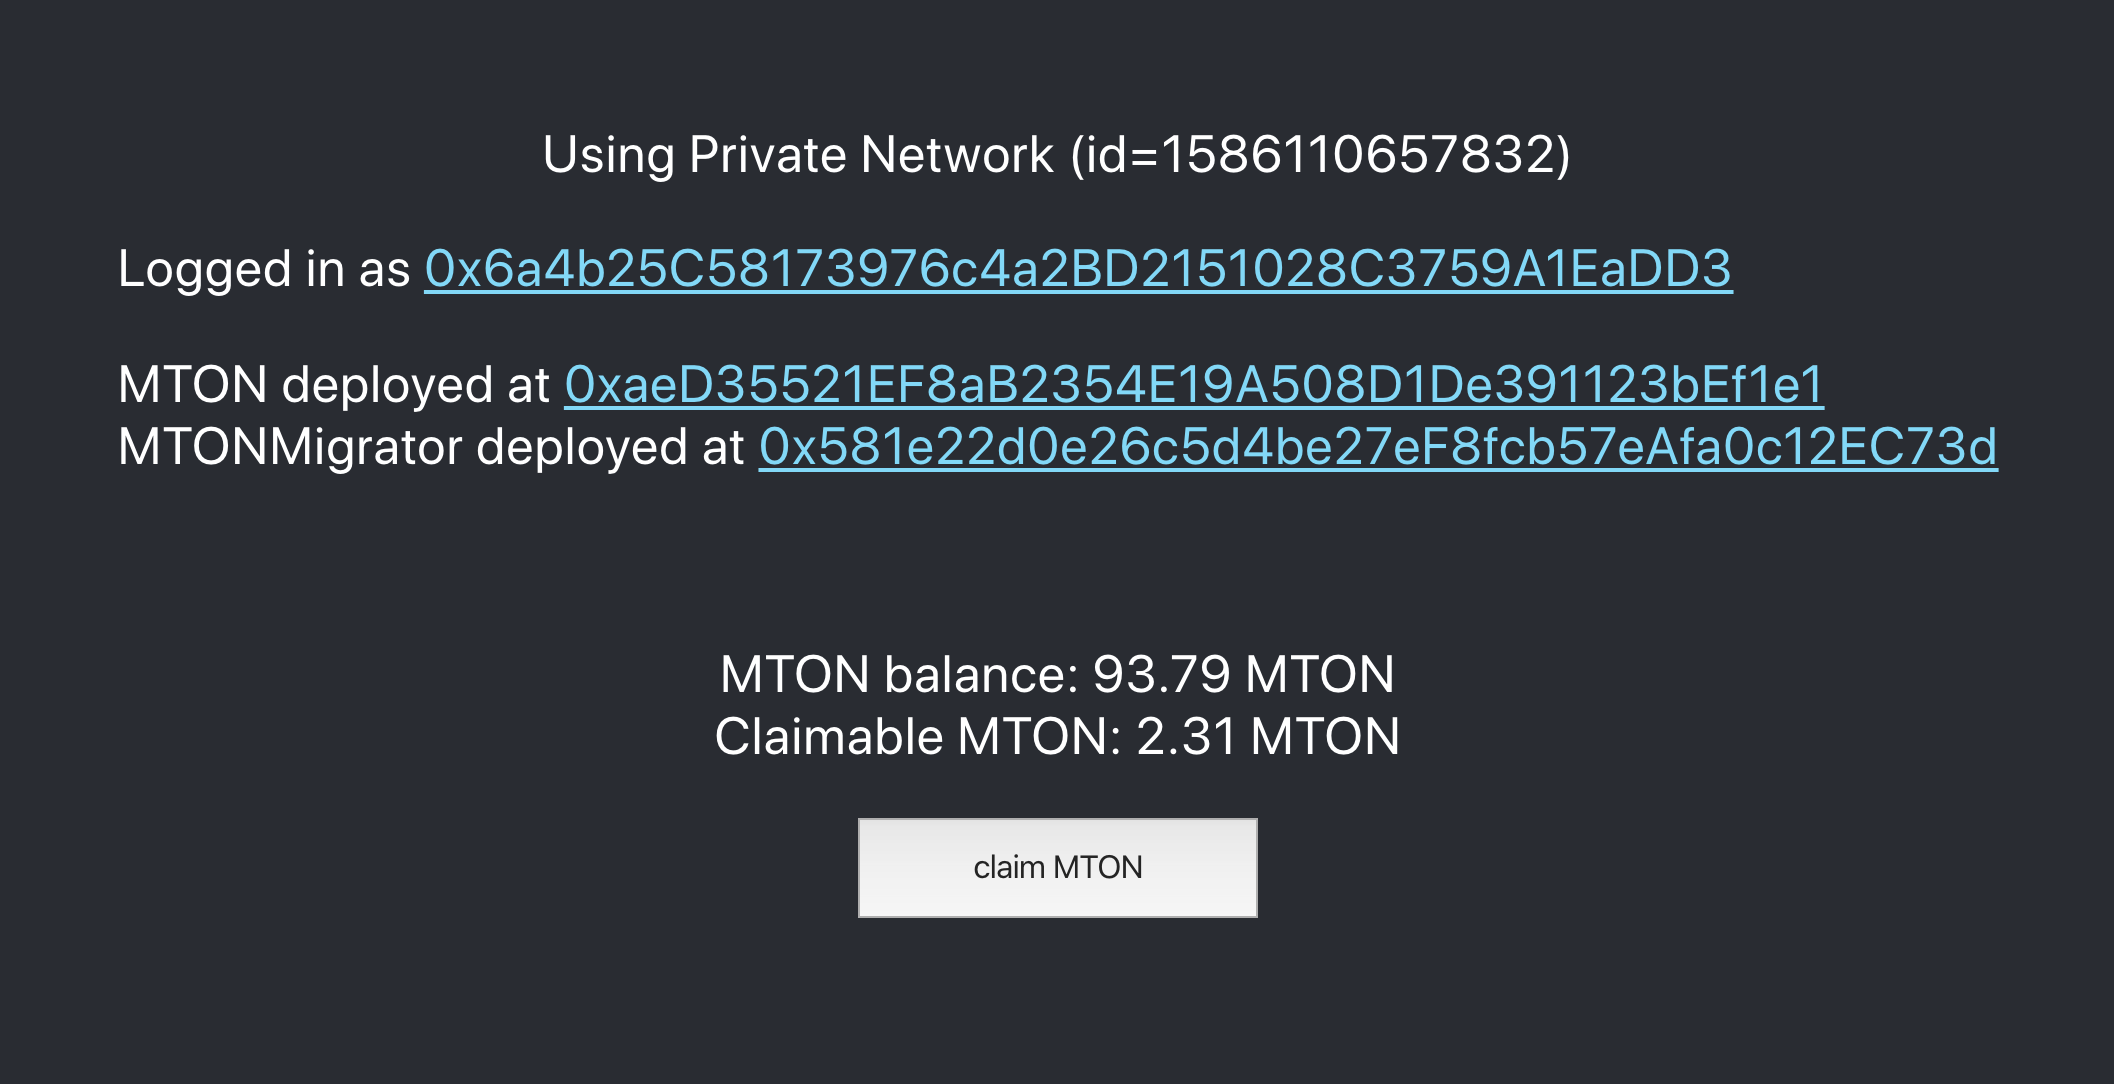 Using Private Network (id=1586110657832)
Logged in as 0x6a4b25C58173976c4a2BD2151028C3759A1EaDD3
MTON deployed at 0xaeD35521EF8aB2354E19A508D1De391123bEf1e1
MTONMigrator deployed at 0x581e22d0e26c5d4be27eF8fcb57eAfa0c12EC73d
MTON balance: 93.79 MTON
Claimable MTON: 2.31 MTON
claim MTON